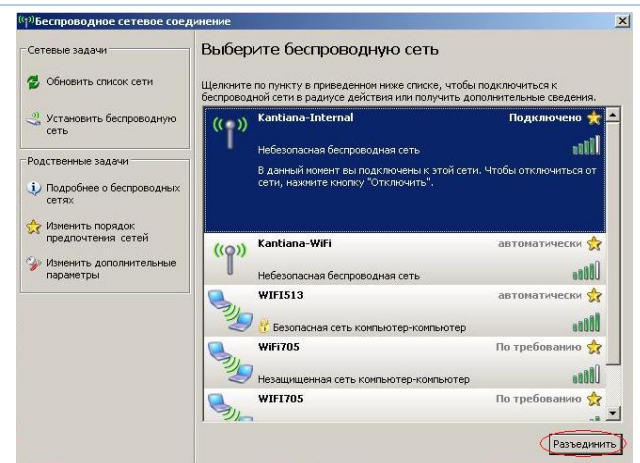 Беспроводное сетевое соединение
Сетевые задачи
Обновить список сети
Установить беспроводную
сеть
Родственные задачи
Подробнее о беспроводных
сетях
Изменить порядок
предпочтения сетей
Изменить дополнительные
параметры
Выберите беспроводную сеть
Щелкните по пункту в приведенном ниже списке, чтобы подключиться к
беспроводной сети в радиусе действия или получить дополнительные сведения.
Kantiana-Internal Подключено
Небезопасная беспроводная сеть
В данный момент вы подключены к этой сети. Чтобы отключиться от
сети, нажмите кнопку "Отключить".
Kantiana-WiFi автоматически
Небезопасная беспроводная сеть
WIFI513 автоматически
Безопасная сеть компьютер-компьютер
WiFi705 По требованию
Незащищенная сеть компьютер-компьютер
WIFI705 По требованию
Разъединить